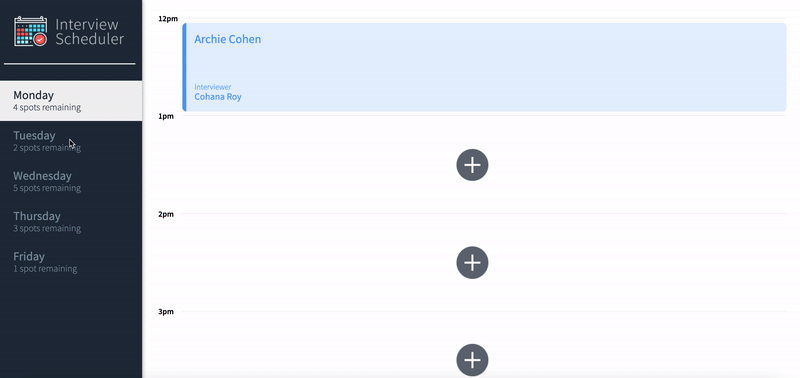 Interview
Scheduler
Monday
4 spots remaining
Tuesday
2 spots remaining
Wednesday
5 spots remaining
Thursday
3 spots remaining
Friday
1 spot remaining
12pm
Archie Cohen
Interviewer
Cohana Roy
1pm
2pm
3pm